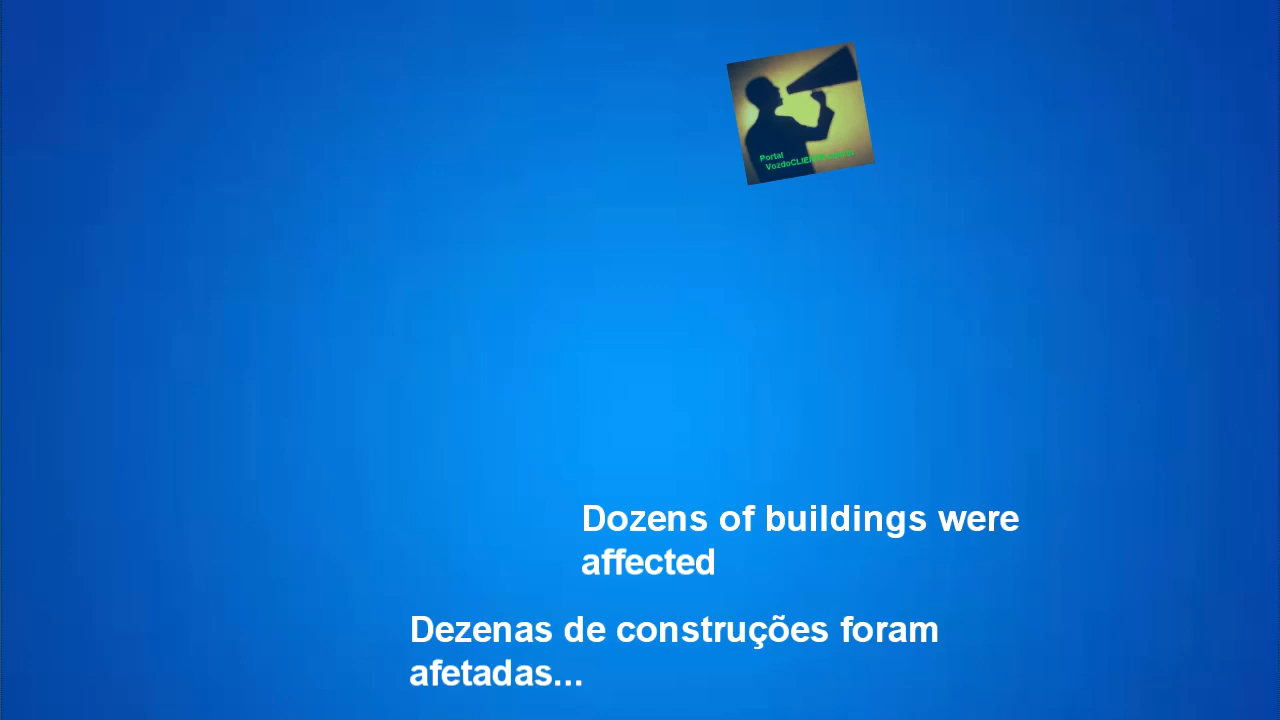 Portal
Dozens of buildings were
affected
Dezenas de construções foram
afetadas...